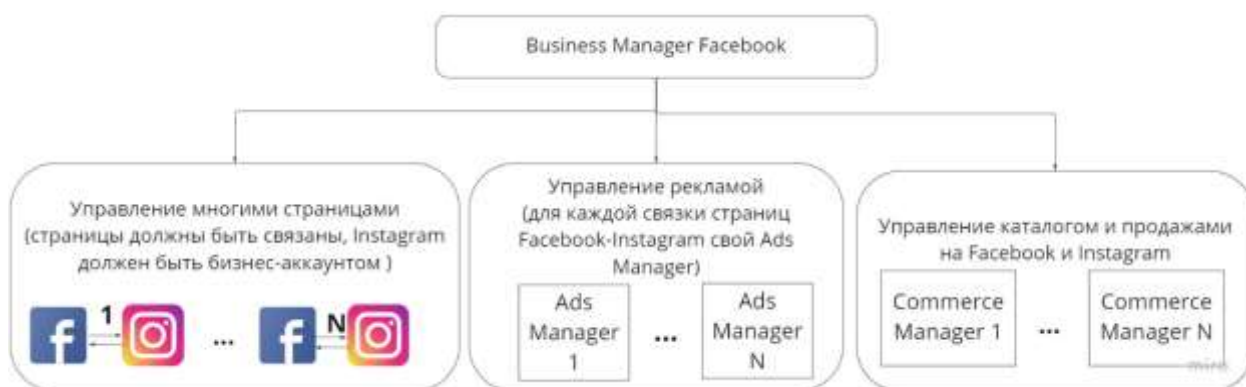 Business Manager Facebook
Управление многими страницами
(страницы должны быть связаны, Instagram
должен быть бизнес-аккаунтом )
1
...
N
Управление рекламой
(для каждой связки страниц
Facebook-Instagram свой Ads
Manager)
Ads
Manager
1
...
Ads
Manager
N
Управление каталогом и продажами
на Facebook и Instagram
Commerce
Manager 1
...
Commerce
Manager N
miro